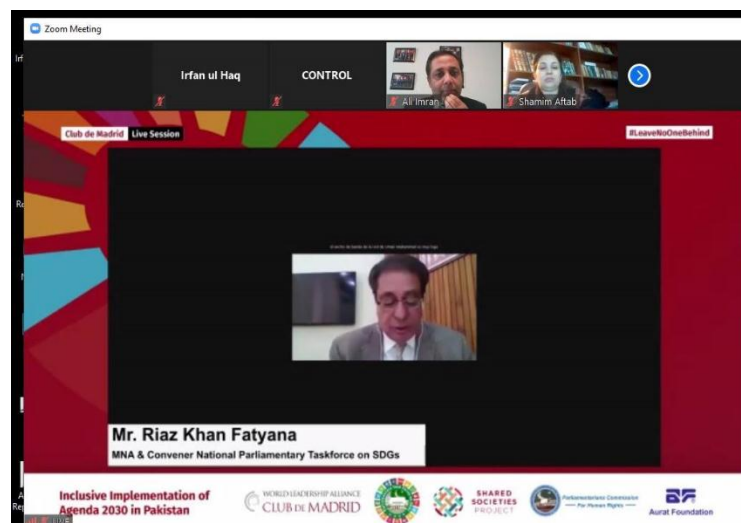 Zoom Meeting
Irfan ul Haq
CONTROL
Ali Imran
Shamim Aftab
Club de Madrid Live Session
#LeaveNoOneBehind
Mr. Riaz Khan Fatyana
MNA & Convener National Parliamentary Taskforce on SDGs
Inclusive Implementation of
Agenda 2030 in Pakistan
WORLD LEADERSHIP ALLIANCE
CLUB DE MADRID
SHARED
SOCIETIES
PROJECT
Parliamentarians Commission
For Human Rights
Aurat Foundation